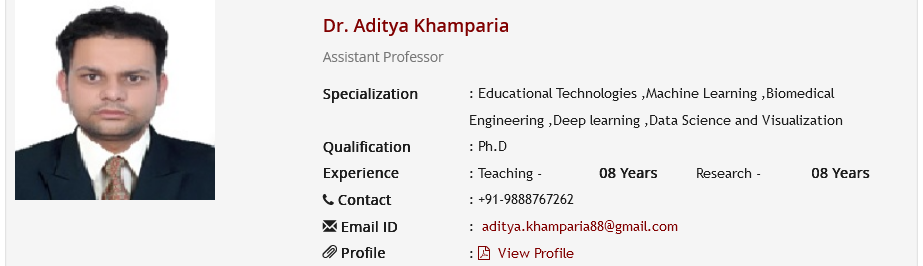 Dr. Aditya Khamparia
Assistant Professor
Specialization : Educational Technologies ,Machine Learning ,Biomedical
Engineering ,Deep learning ,Data Science and Visualization
Qualification : Ph.D
Experience : Teaching - 08 Years Research - 08 Years
Contact : +91-9888767262
Email ID : aditya.khamparia88@gmail.com
Profile : View Profile